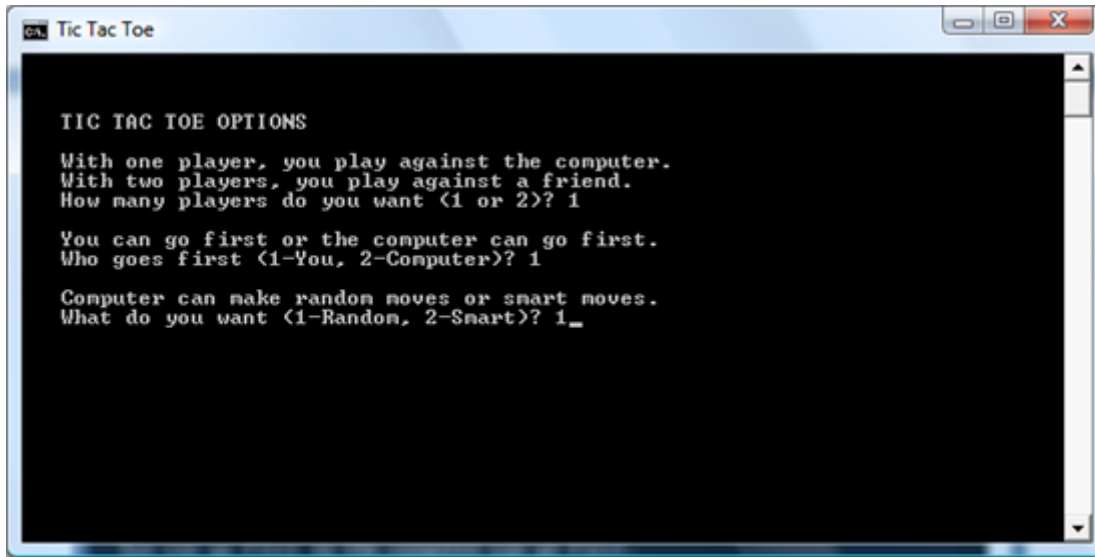 Tic Tac Toe
TIC TAC TOE OPTIONS
With one player, you play against the computer.
With two players, you play against a friend.
How many players do you want (1 or 2)? 1
You can go first or the computer can go first.
Who goes first (1-You, 2-Computer)? 1
Computer can make random moves or smart moves.
What do you want (1-Random, 2-Smart)? 1_